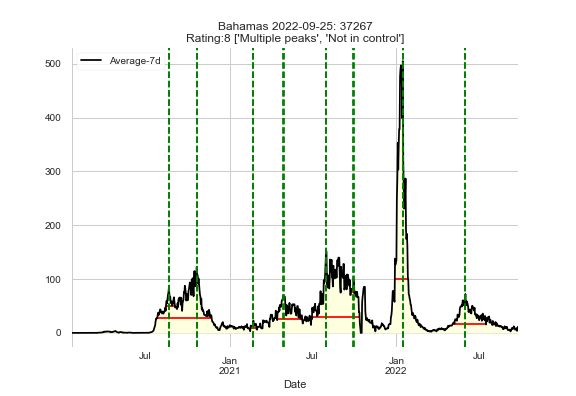 Bahamas 2022-09-25: 37267
Rating:8 ['Multiple peaks', 'Not in control']
Average-7d
500
400
300
200
100
0
Jul
Jan
2021
Jul
Jan
2022
Jul
Date